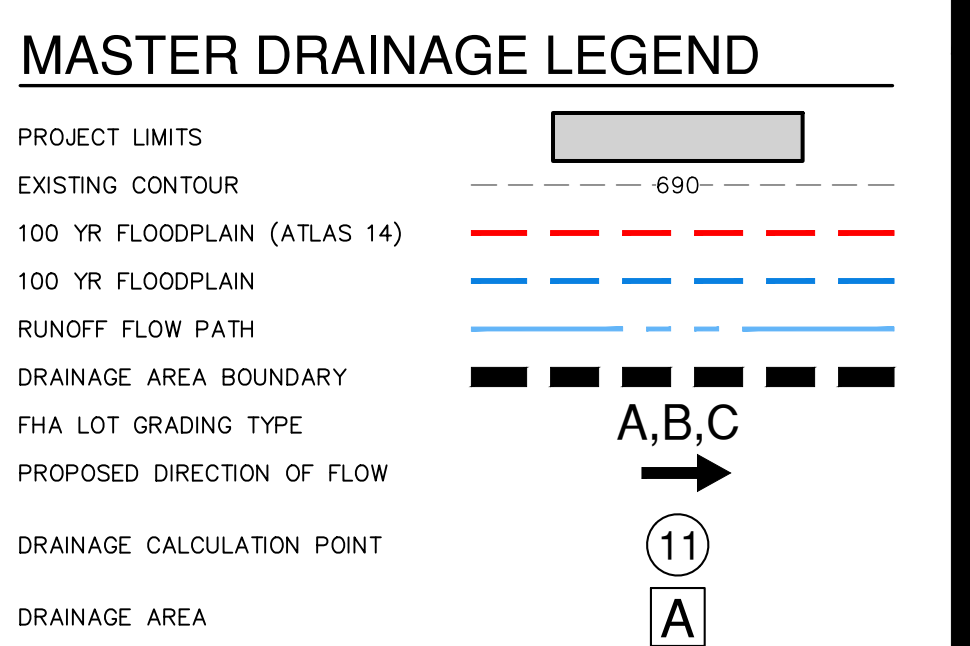 MASTER DRAINAGE LEGEND
PROJECT LIMITS
EXISTING CONTOUR 690
100 YR FLOODPLAIN (ATLAS 14)
100 YR FLOODPLAIN
RUNOFF FLOW PATH
DRAINAGE AREA BOUNDARY
FHA LOT GRADING TYPE A,B,C
PROPOSED DIRECTION OF FLOW
DRAINAGE CALCULATION POINT 11
DRAINAGE AREA A